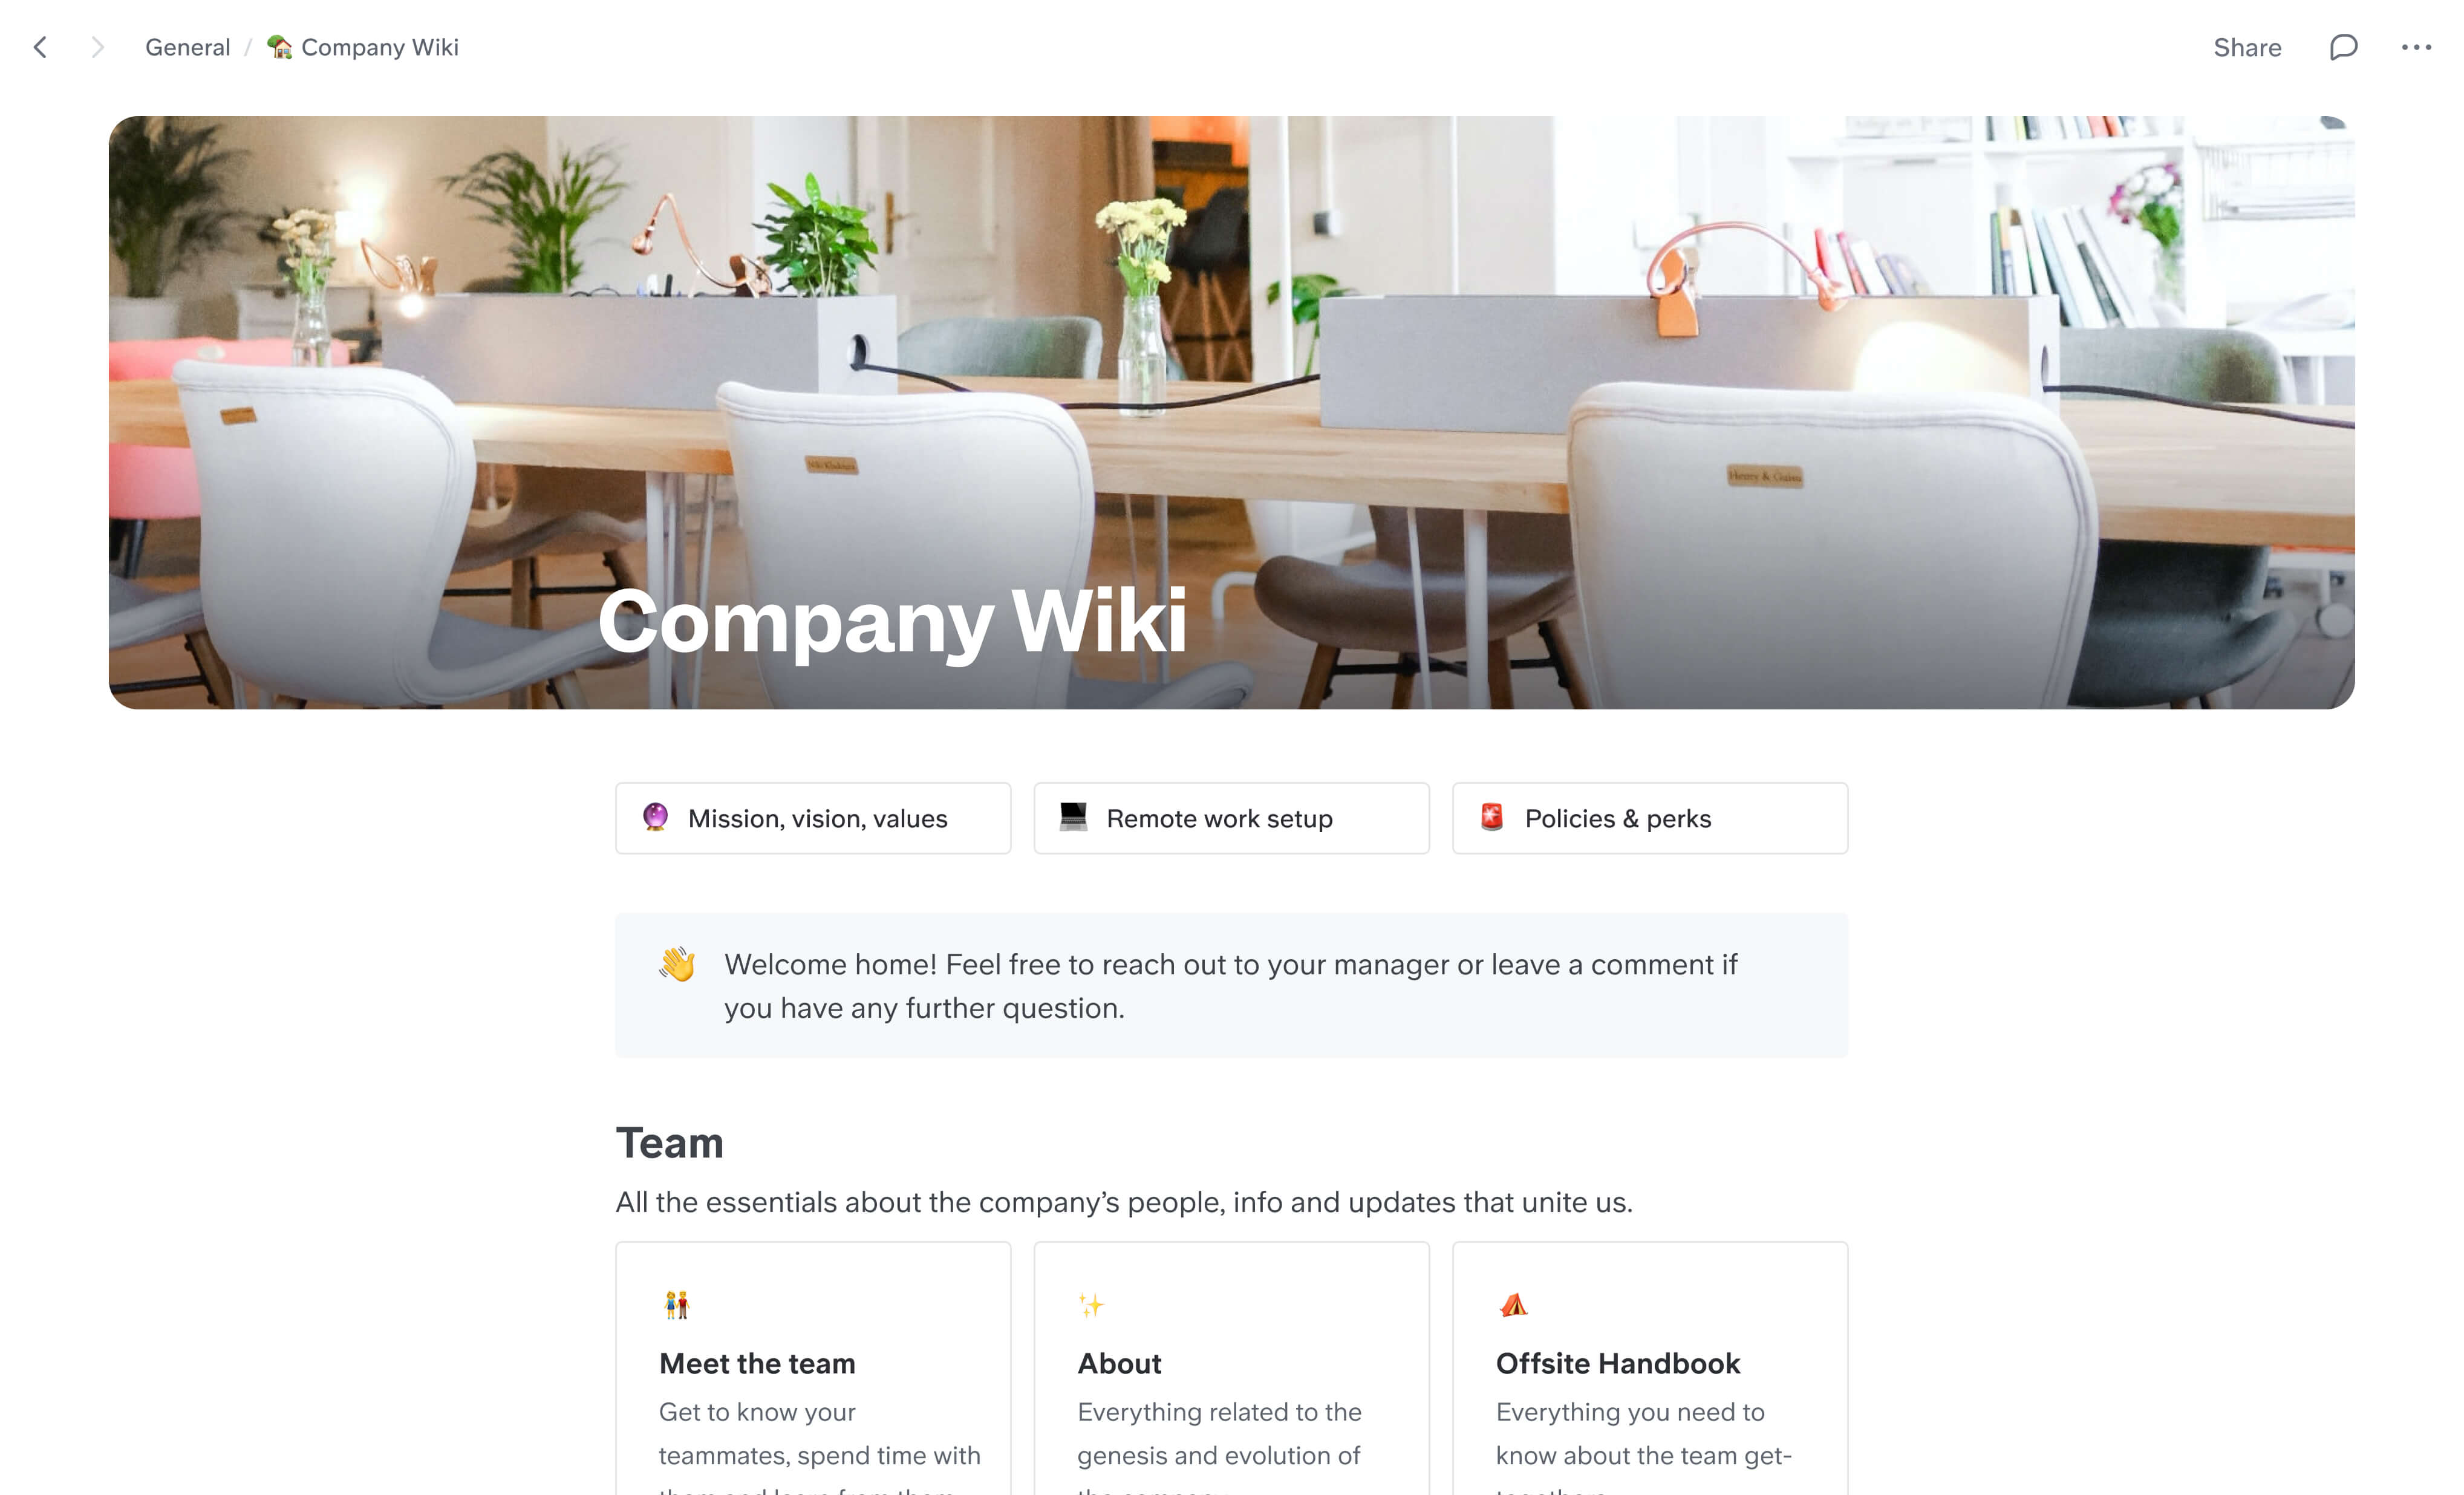 General / Company Wiki
Share
Henry & 
Company Wiki
Mission, vision, values
Remote work setup
Policies & perks
Welcome home! Feel free to reach out to your manager or leave a comment if
you have any further question.
Team
All the essentials about the company’s people, info and updates that unite us.
Meet the team
Get to know your
teammates, spend time with
About
Everything related to the
genesis and evolution of
Offsite Handbook
Everything you need to
know about the team get-